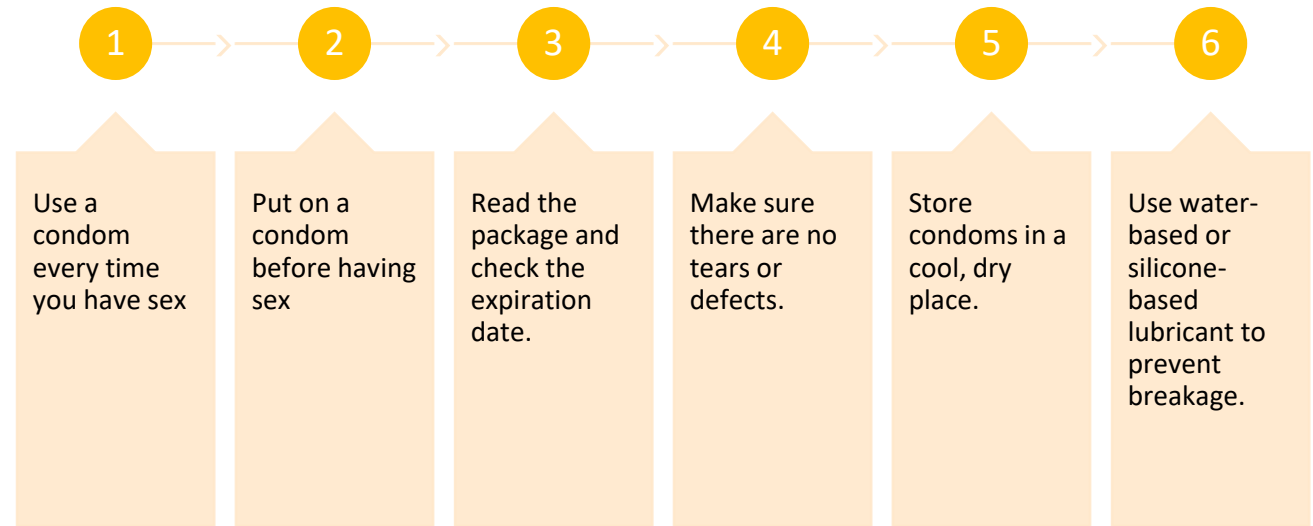 1
2
3
4
5
6
Use a
condom
every time
you have sex
Put on a
condom
before having
sex
Read the
package and
check the
expiration
date.
Make sure
there are no
tears or
defects.
Store
condoms in a
cool, dry
place.
Use water-
based or
silicone-
based
lubricant to
prevent
breakage.